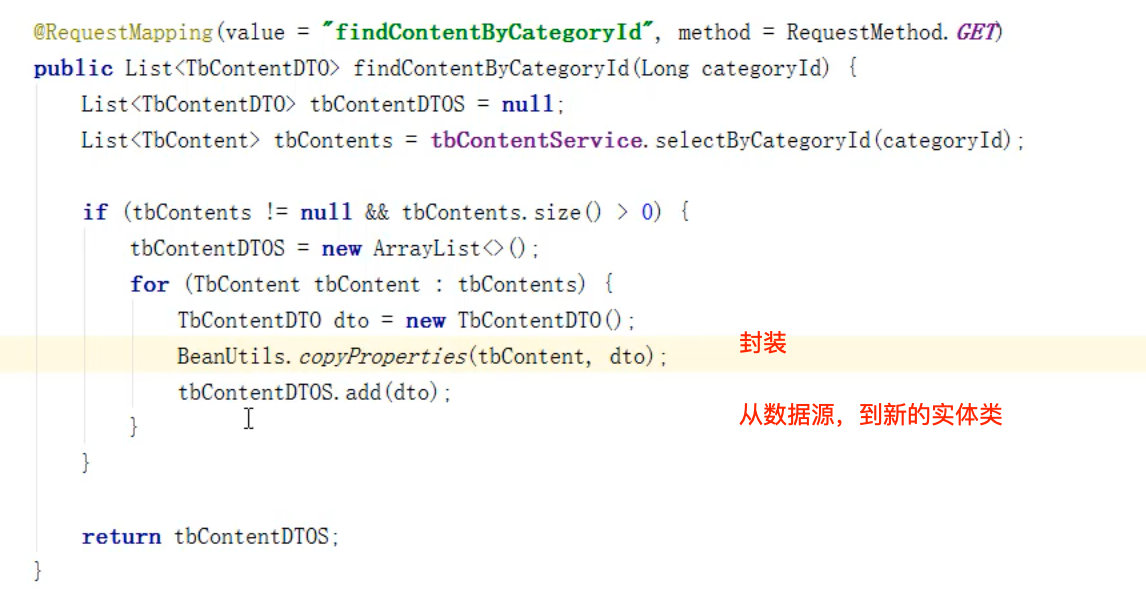 @RequestMapping(value = "findContentByCategoryId", method = RequestMethod.GET)
public List<TbContentDTO> findContentByCategoryId(Long categoryId) {
List<TbContentDTO> tbContentDTOS = null;
List<TbContent> tbContents = tbContentService.selectByCategoryId(categoryId);
if (tbContents != null && tbContents.size() > 0) {
tbContentDTOS = new ArrayList<>();
for (TbContent tbContent : tbContents) {
TbContentDTO dto = new TbContentDTO();
BeanUtils.copyProperties(tbContent, dto);
封装
tbContentDTOS.add(dto);
从数据源，到新的实体类
}
}
return tbContentDTOS;
}